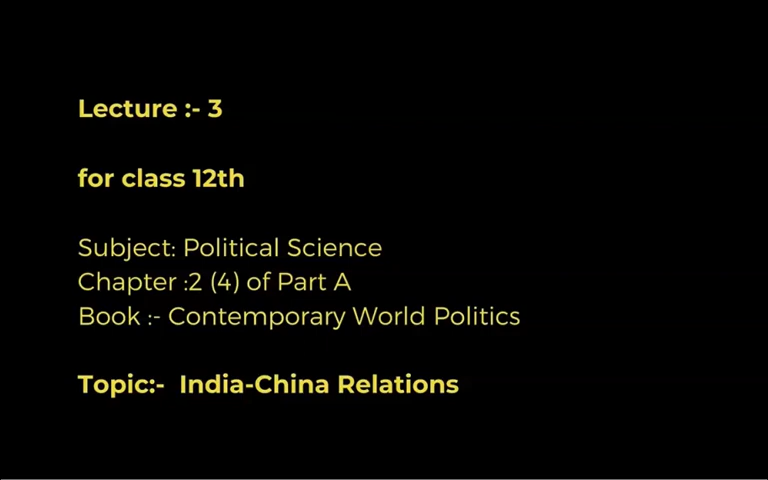 Lecture :- 3
for class 12th
Subject: Political Science
Chapter :2 (4) of Part A
Book :- Contemporary World Politics
Topic:- India-China Relations